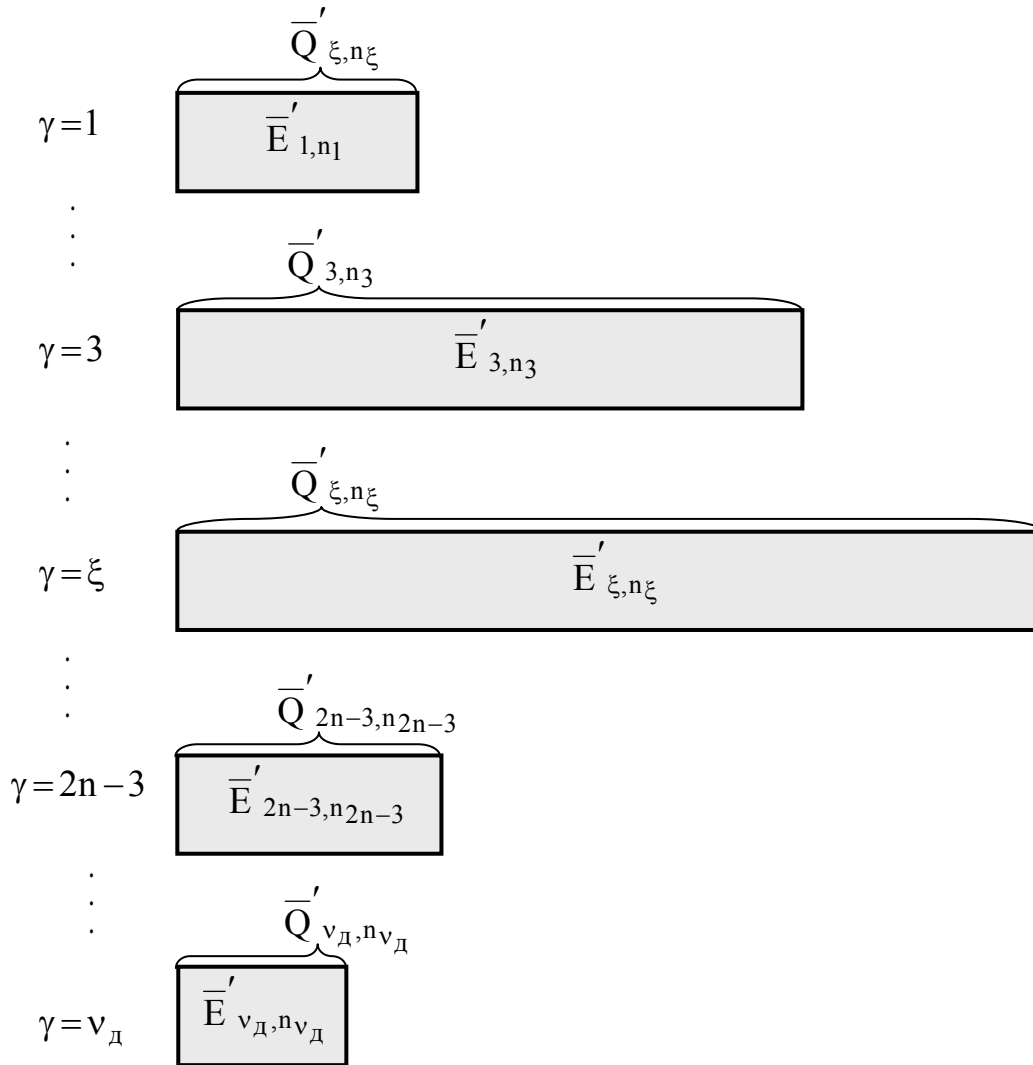 Q̅′ ξ,nξ
γ=1
E̅′ 1,n₁
Q̅′ 3,n₃
γ=3
E̅′ 3,n₃
Q̅′ ξ,nξ
γ=ξ
E̅′ ξ,nξ
Q̅′ 2n−3,n2n−3
γ=2n−3
E̅′ 2n−3,n2n−3
Q̅′ νд,nνд
γ=νд
E̅′ νд,nνд